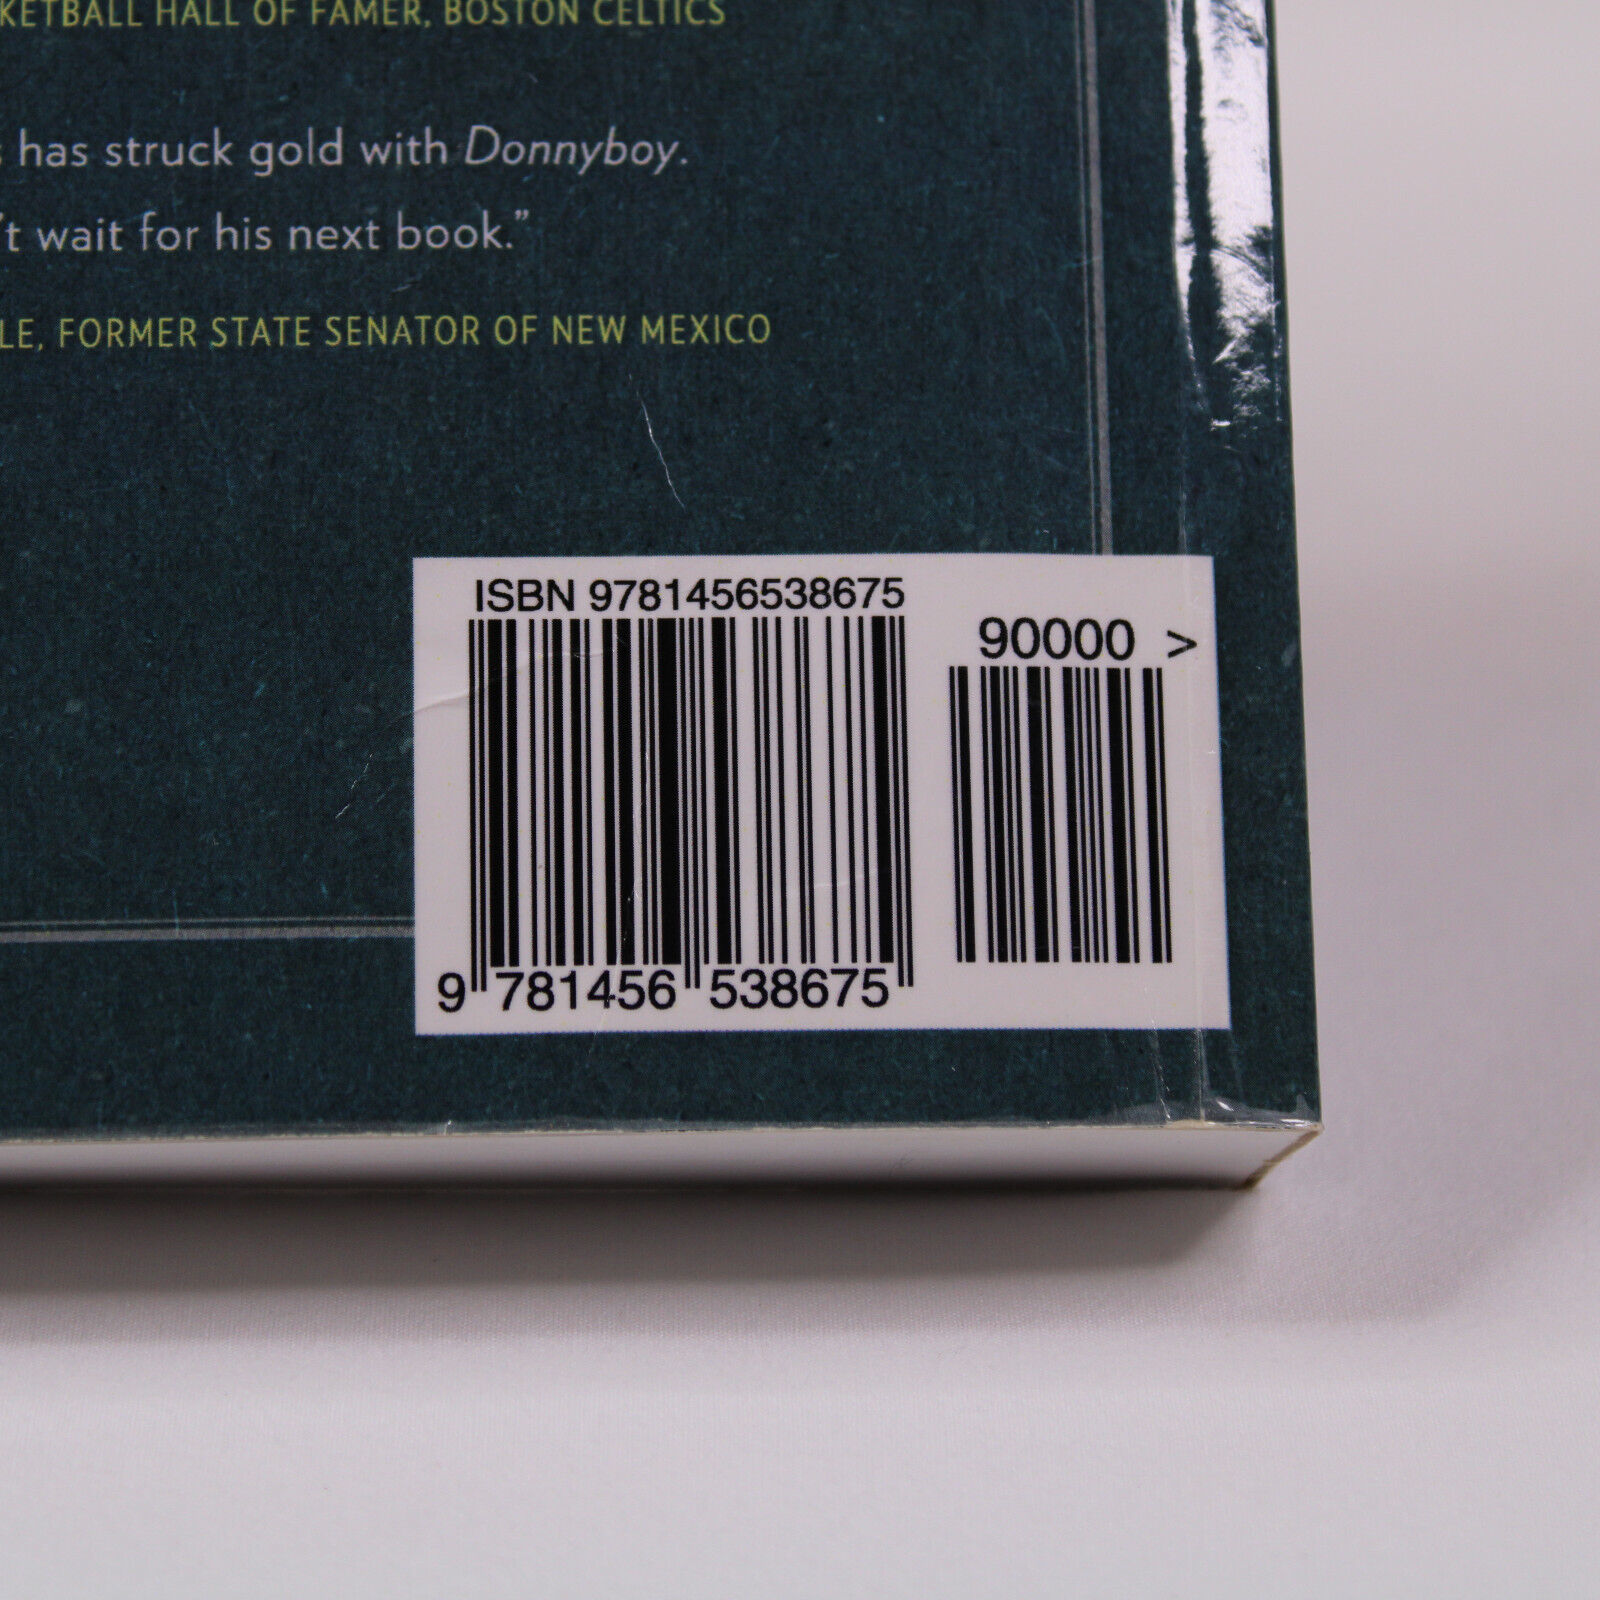 KETBALL HALL OF FAMER, BOSTON CELTICS
s has struck gold with Donnyboy.
't wait for his next book.”
LE, FORMER STATE SENATOR OF NEW MEXICO
ISBN 9781456538675
90000 >
9 781456 538675